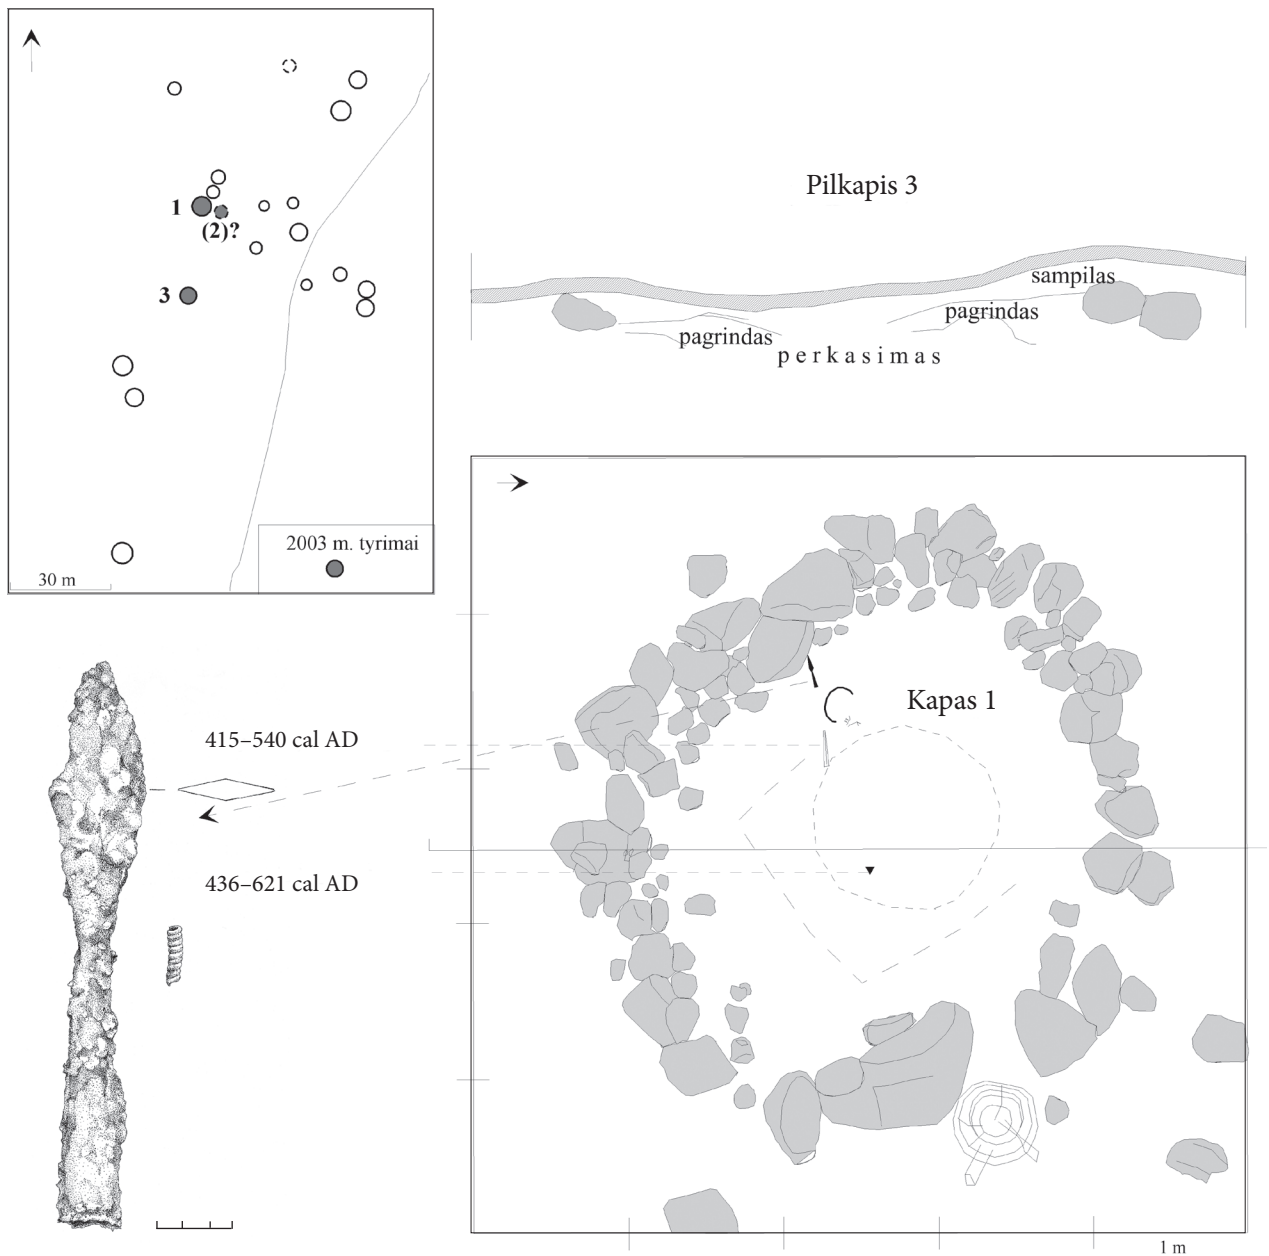 1
(2)?
3
2003 m. tyrimai
30 m
Pilkapis 3
sampilas
pagrindas
pagrindas
perkasimas
415–540 cal AD
436–621 cal AD
Kapas 1
1 m